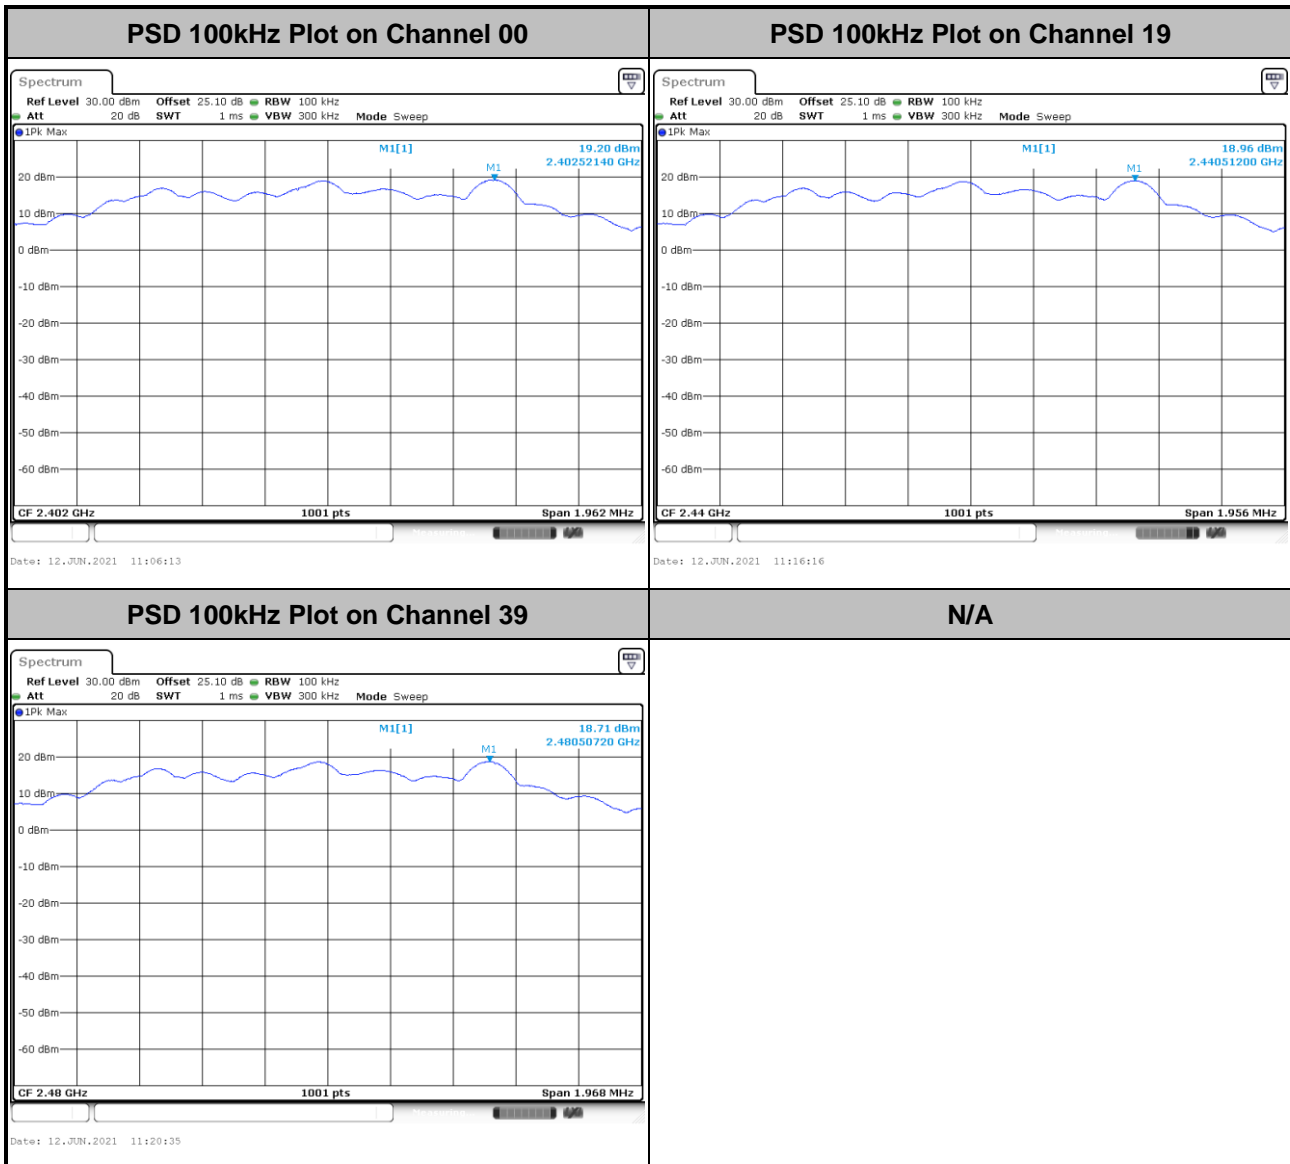 PSD 100kHz Plot on Channel 00
PSD 100kHz Plot on Channel 19
Spectrum
Ref Level 30.00 dBm Offset 25.10 dB RBW 100 kHz
Att 20 dB SWT 1 ms VBW 300 kHz Mode Sweep
1Pk Max
M1[1] 19.20 dBm
2.40252140 GHz
M1
20 dBm
10 dBm
0 dBm
-10 dBm
-20 dBm
-30 dBm
-40 dBm
-50 dBm
-60 dBm
CF 2.402 GHz 1001 pts Span 1.962 MHz
Measuring
Date: 12.JUN.2021 11:06:13
Spectrum
Ref Level 30.00 dBm Offset 25.10 dB RBW 100 kHz
Att 20 dB SWT 1 ms VBW 300 kHz Mode Sweep
1Pk Max
M1[1] 18.96 dBm
2.44051200 GHz
M1
20 dBm
10 dBm
0 dBm
-10 dBm
-20 dBm
-30 dBm
-40 dBm
-50 dBm
-60 dBm
CF 2.44 GHz 1001 pts Span 1.956 MHz
Measuring
Date: 12.JUN.2021 11:16:16
PSD 100kHz Plot on Channel 39
N/A
Spectrum
Ref Level 30.00 dBm Offset 25.10 dB RBW 100 kHz
Att 20 dB SWT 1 ms VBW 300 kHz Mode Sweep
1Pk Max
M1[1] 18.71 dBm
2.48050720 GHz
M1
20 dBm
10 dBm
0 dBm
-10 dBm
-20 dBm
-30 dBm
-40 dBm
-50 dBm
-60 dBm
CF 2.48 GHz 1001 pts Span 1.968 MHz
Measuring
Date: 12.JUN.2021 11:20:35